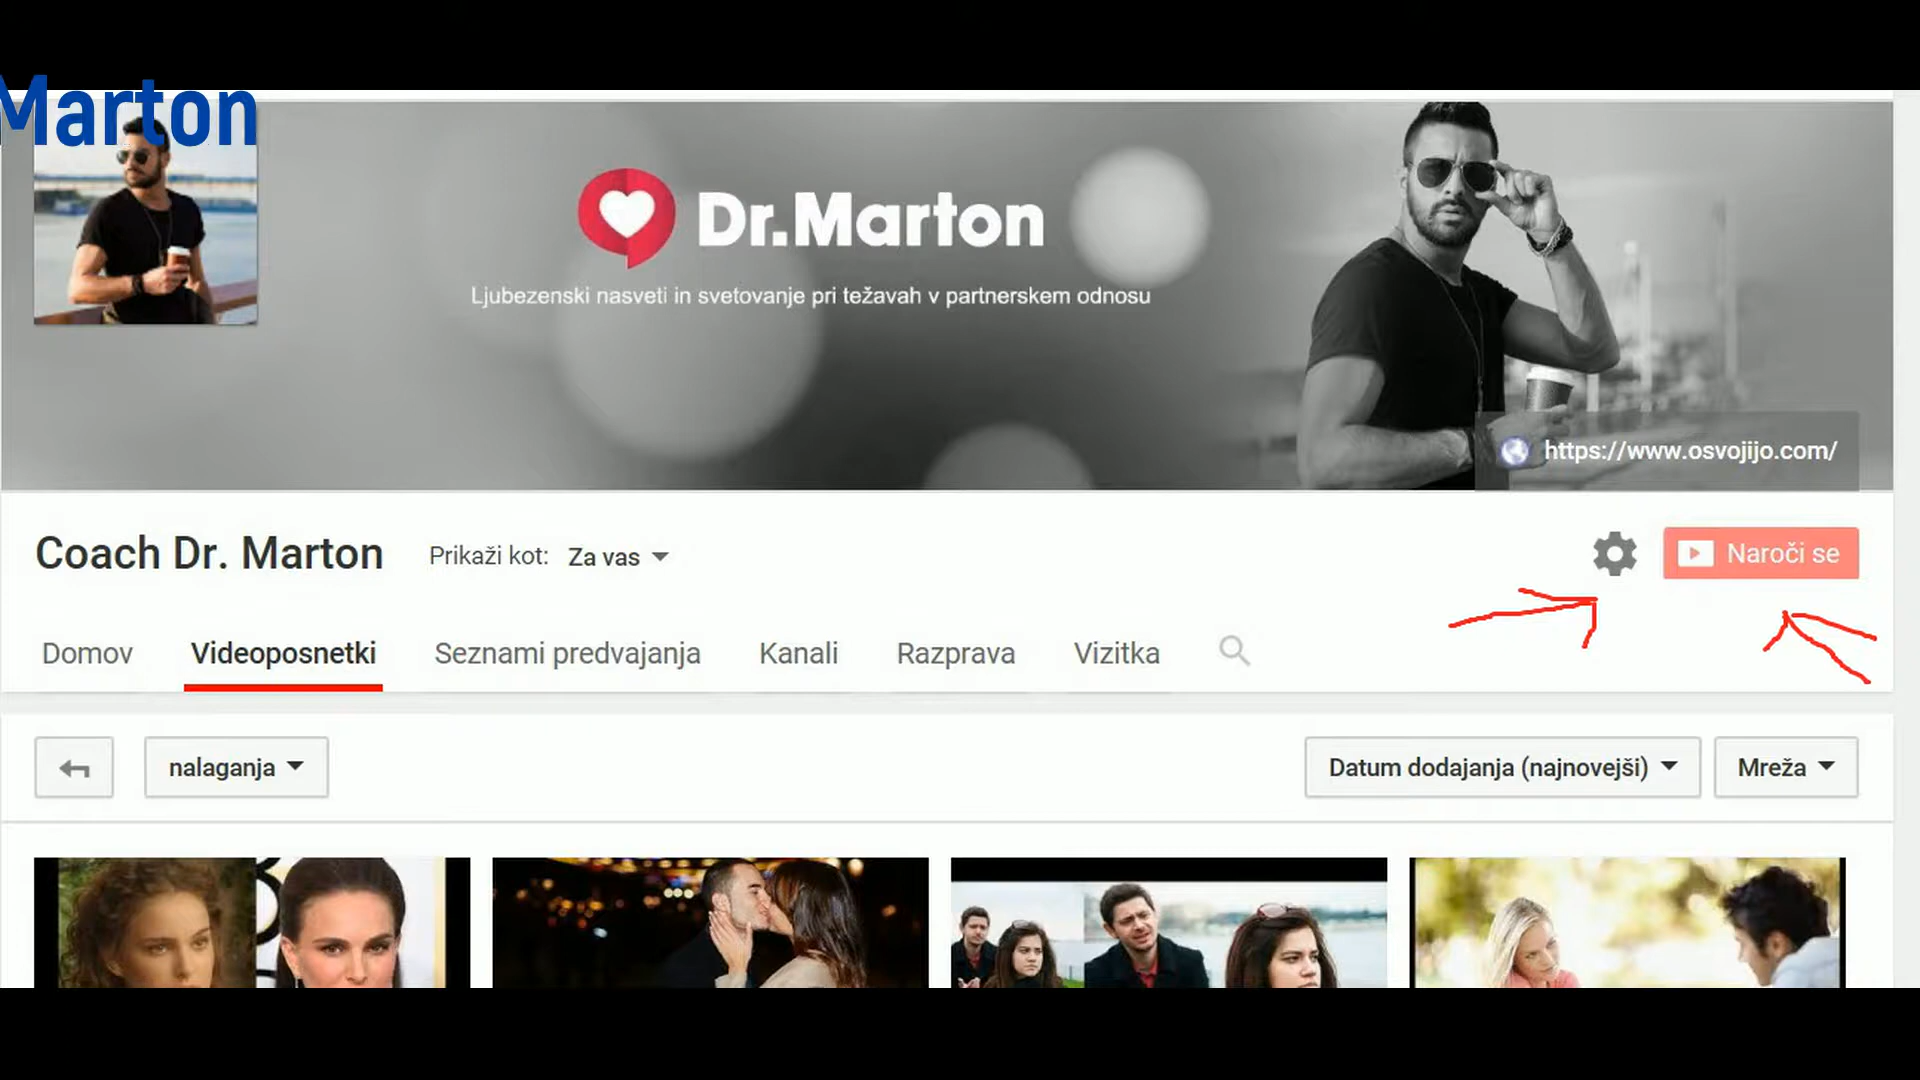 Marton
Dr.Marton
Ljubezenski nasveti in svetovanje pri težavah v partnerskem odnosu
https://www.osvojijo.com/
Coach Dr. Marton
Prikaži kot: Za vas
Naroči se
Domov Videoposnetki Seznami predvajanja Kanali Razprava Vizitka
nalaganja
Datum dodajanja (najnovejši)
Mreža